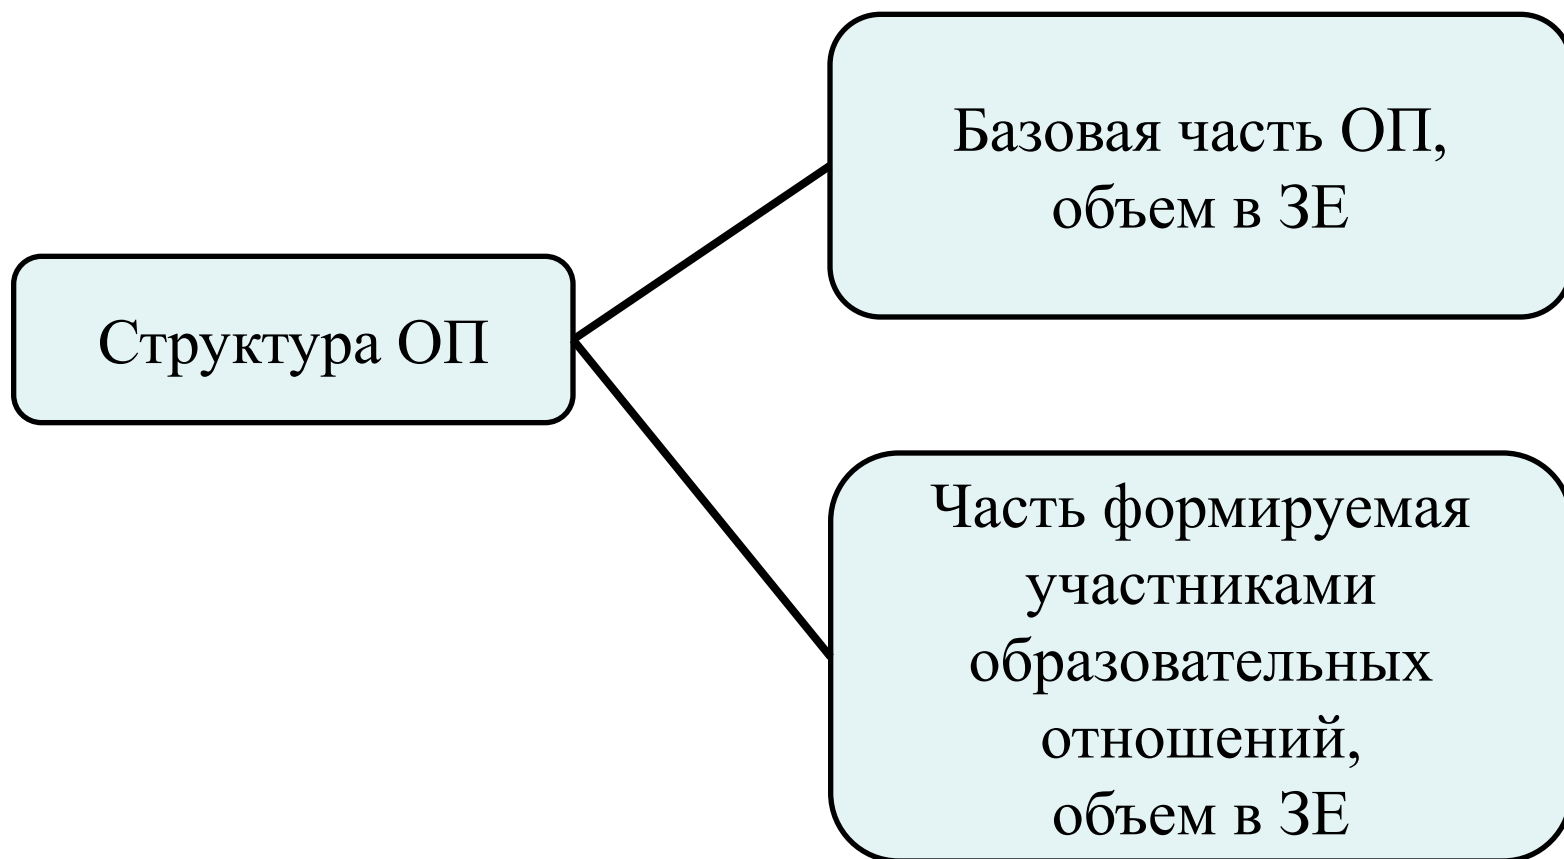 Базовая часть ОП,
объем в ЗЕ
Структура ОП
Часть формируемая
участниками
образовательных
отношений,
объем в ЗЕ